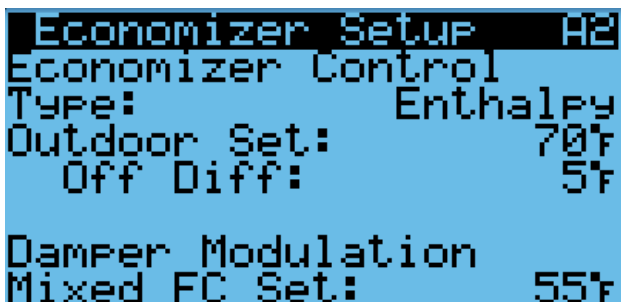 Economizer Setup A2
Economizer Control
Type: Enthalpy
Outdoor Set: 70°F
Off Diff: 5°F
Damper Modulation
Mixed FC Set: 55°F